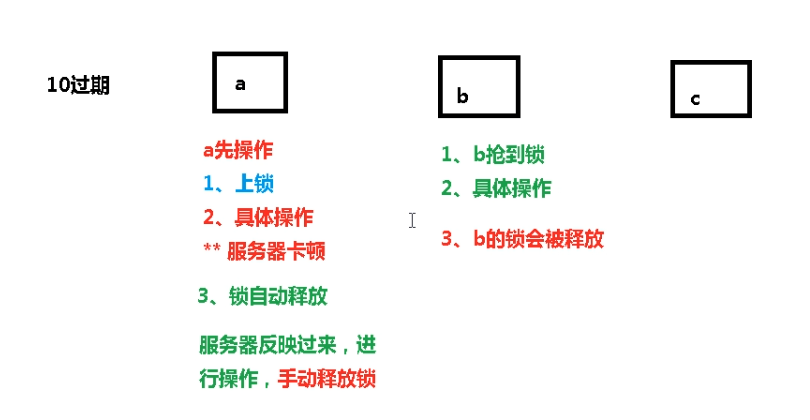 10过期
a
b
c
a先操作
1、上锁
2、具体操作
** 服务器卡顿
3、锁自动释放
服务器反映过来，进
行操作，手动释放锁
1、b抢到锁
2、具体操作
3、b的锁会被释放